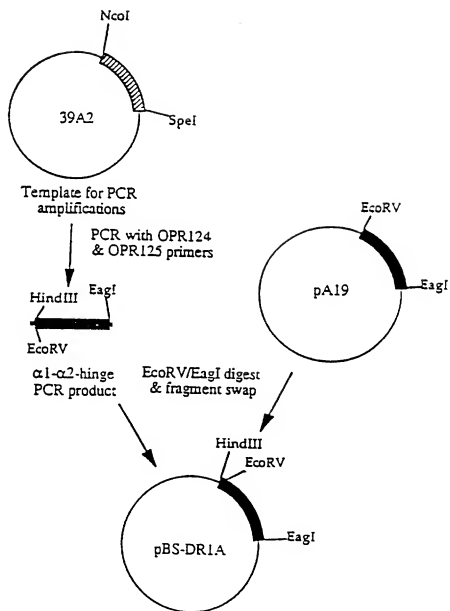 NcoI
39A2
SpeI
Template for PCR
amplifications
PCR with OPR124
& OPR125 primers
HindIII
EagI
EcoRV
α1-α2-hinge
PCR product
EcoRV
pA19
EagI
EcoRV/EagI digest
& fragment swap
HindIII
EcoRV
EagI
pBS-DR1A